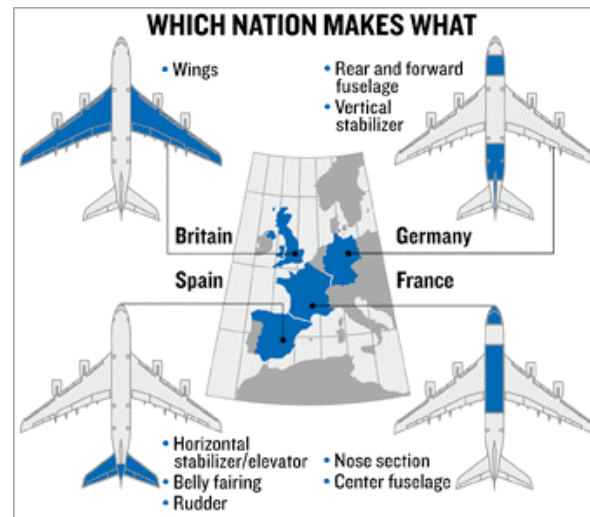 WHICH NATION MAKES WHAT
• Wings
• Rear and forward
fuselage
• Vertical
stabilizer
Britain
Germany
Spain
France
• Horizontal
stabilizer/elevator
• Belly fairing
• Rudder
• Nose section
• Center fuselage